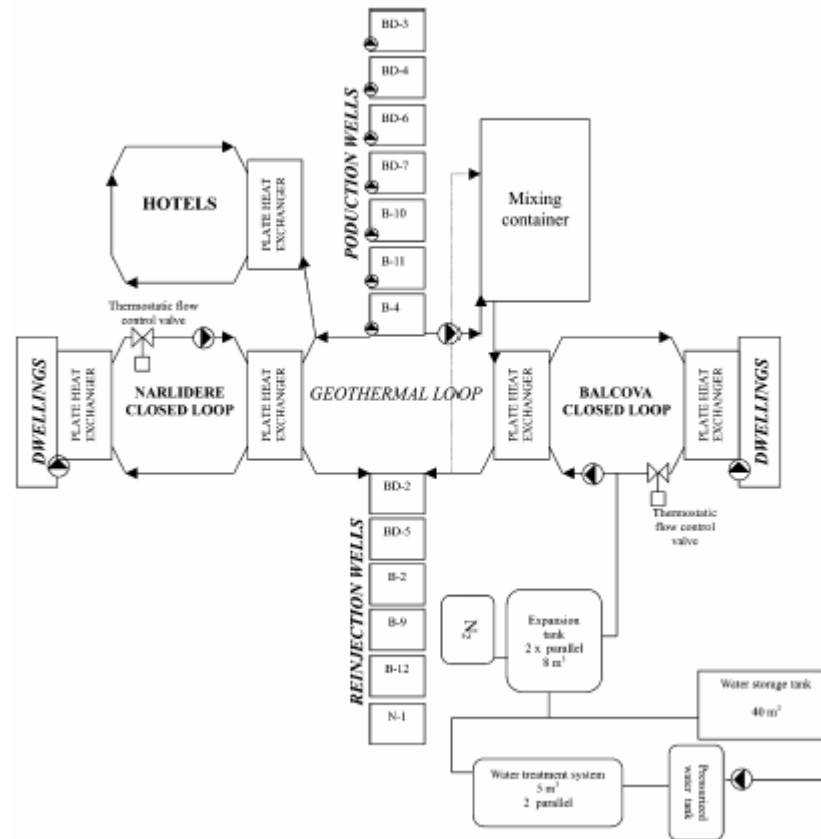 BD-3
BD-4
BD-6
BD-7
B-10
B-11
B-4
PODUCTION WELLS
Mixing
container
HOTELS
PLATE HEAT
EXCHANGER
Thermostatic flow
control valve
DWELLINGS
PLATE HEAT
EXCHANGER
NARLIDERE
CLOSED LOOP
PLATE HEAT
EXCHANGER
GEOTHERMAL LOOP
PLATE HEAT
EXCHANGER
BALCOVA
CLOSED LOOP
PLATE HEAT
EXCHANGER
DWELLINGS
Thermostatic
flow control
valve
REINJECTION WELLS
BD-2
BD-5
B-2
B-9
B-12
N-1
N2
Expansion
tank
2 x parallel
8 m3
Water storage tank
40 m3
Water treatment system
5 m3
2 parallel
Pressurized
water tank